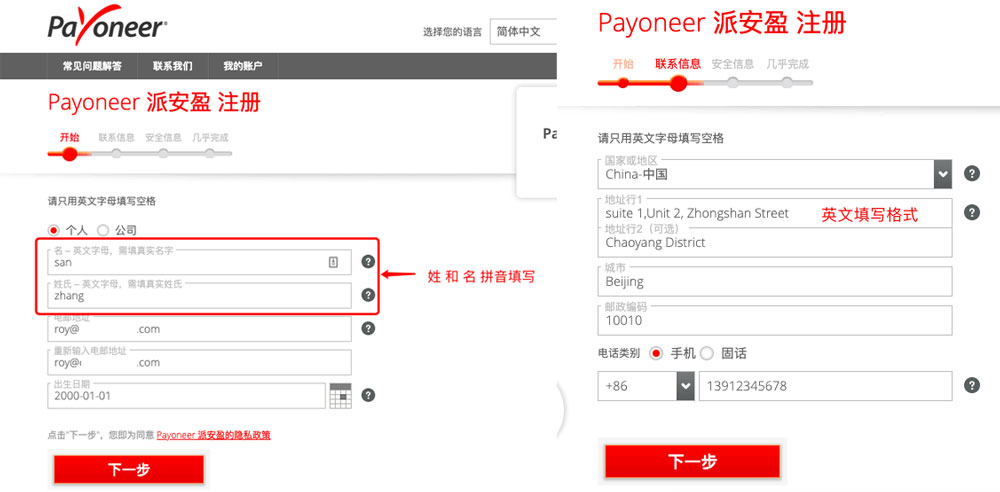 Payoneer
选择您的语言 简体中文
常见问题解答 联系我们 我的账户
Payoneer 派安盈 注册
开始 联系信息 安全信息 几乎完成
Pa
请只用英文字母填写空格
个人 公司
名 – 英文字母，需填真实名字
san
姓氏 – 英文字母，需填真实姓氏
zhang
姓 和 名 拼音填写
电邮地址
roy@ .com
重新输入电邮地址
roy@ .com
出生日期
2000-01-01
点击"下一步"，您即为同意 Payoneer 派安盈的隐私政策
下一步
Payoneer 派安盈 注册
开始 联系信息 安全信息 几乎完成
请只用英文字母填写空格
国家或地区
China-中国
地址行1
suite 1,Unit 2, Zhongshan Street
英文填写格式
地址行2（可选）
Chaoyang District
城市
Beijing
邮政编码
10010
电话类别 手机 固话
+86 13912345678
下一步